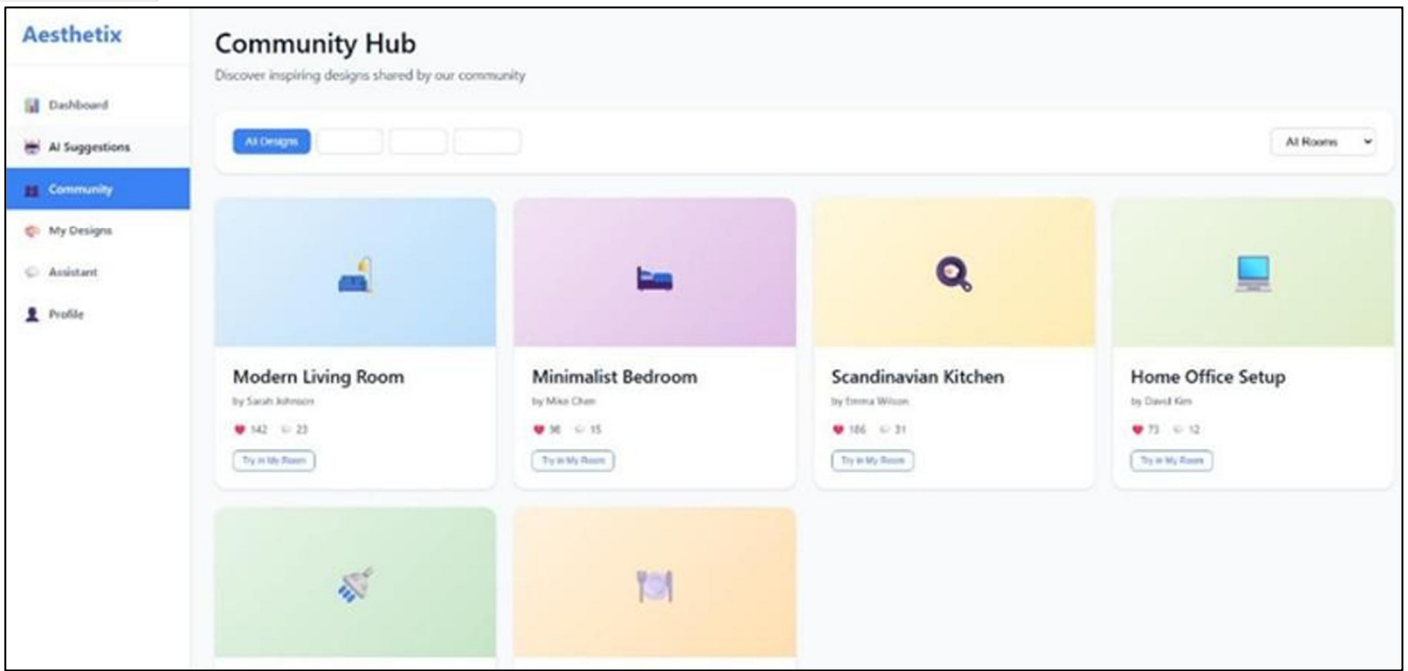 Aesthetix
Dashboard
AI Suggestions
Community
My Designs
Assistant
Profile
Community Hub
Discover inspiring designs shared by our community
All Designs
All Rooms
Modern Living Room
by Sarah Johnson
142 23
Try in My Room
Minimalist Bedroom
by Mike Chen
98 15
Try in My Room
Scandinavian Kitchen
by Emma Wilson
186 31
Try in My Room
Home Office Setup
by David Kim
73 12
Try in My Room